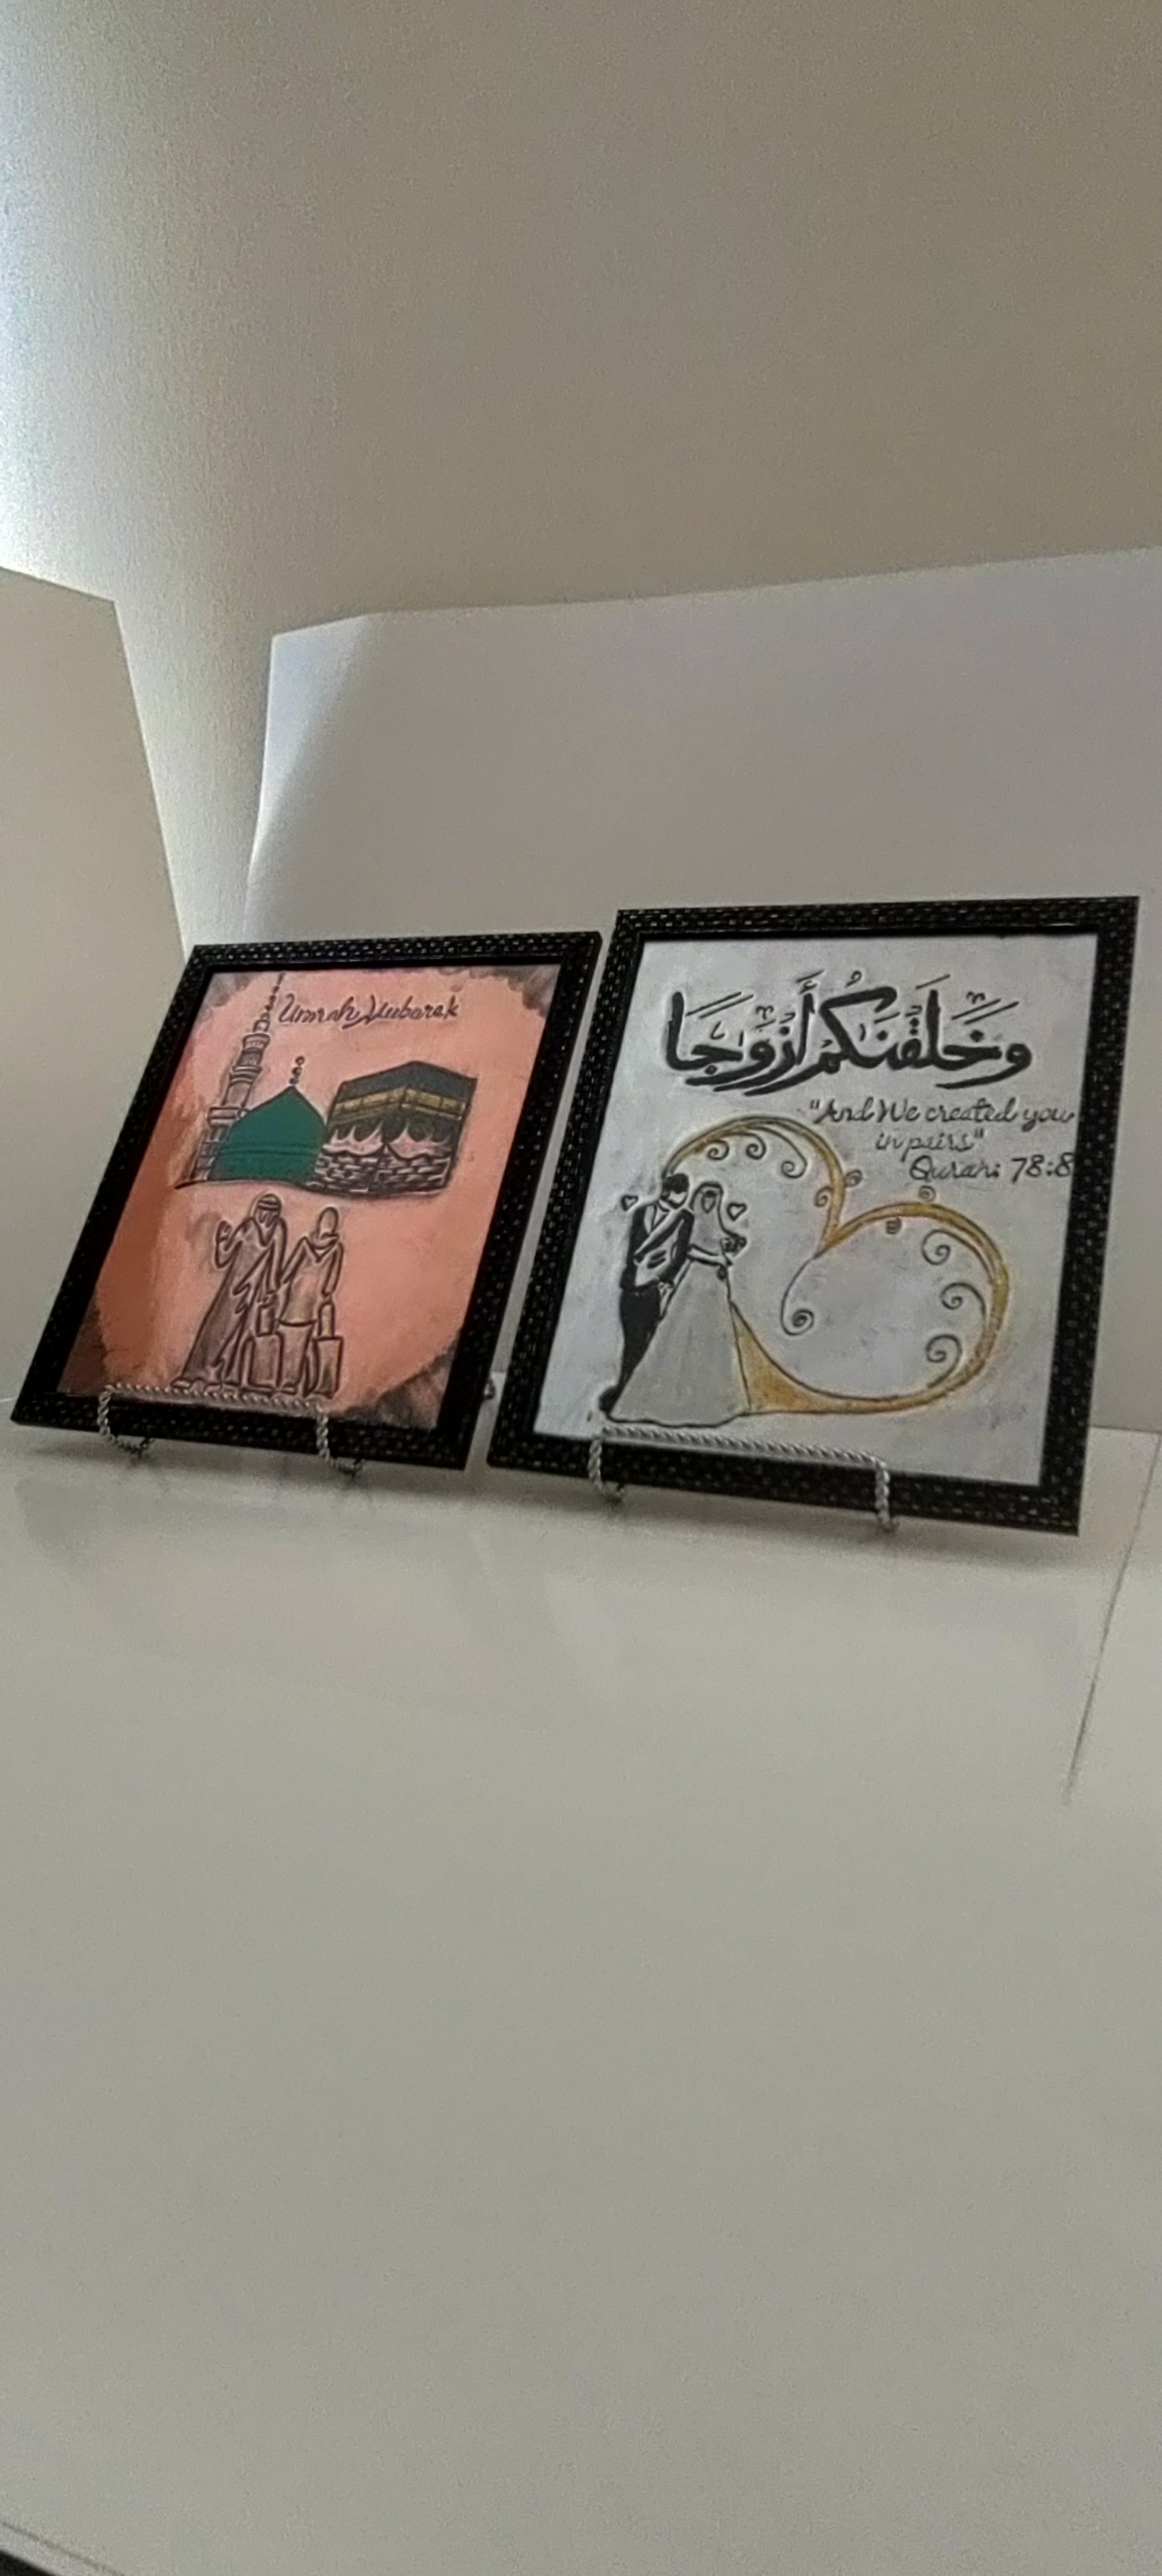 Umrah Mubarak
وَخَلَقْنَٰكُمْ أَزْوَٰجًا
"And We created you
in pairs"
Quran: 78:8